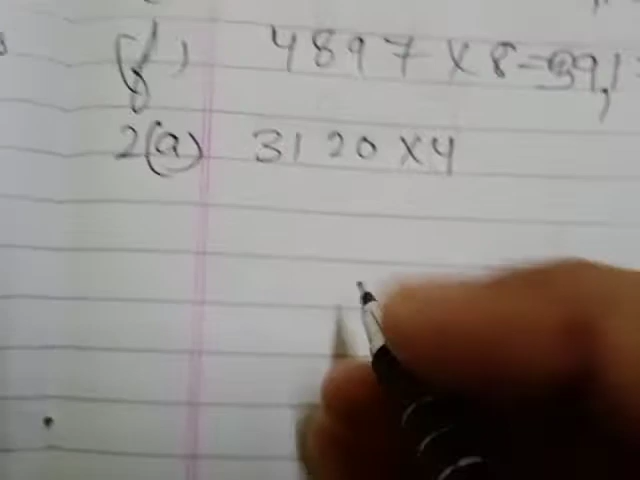 (f) 4897 x 8 = 39,1
2(a) 3120 x 4